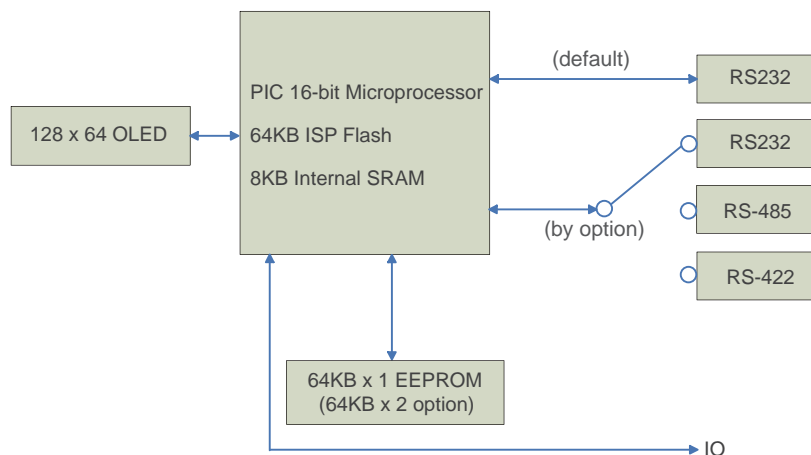 (default)
RS232
PIC 16-bit Microprocessor
128 x 64 OLED
64KB ISP Flash
RS232
8KB Internal SRAM
RS-485
(by option)
RS-422
64KB x 1 EEPROM
(64KB x 2 option)
IO